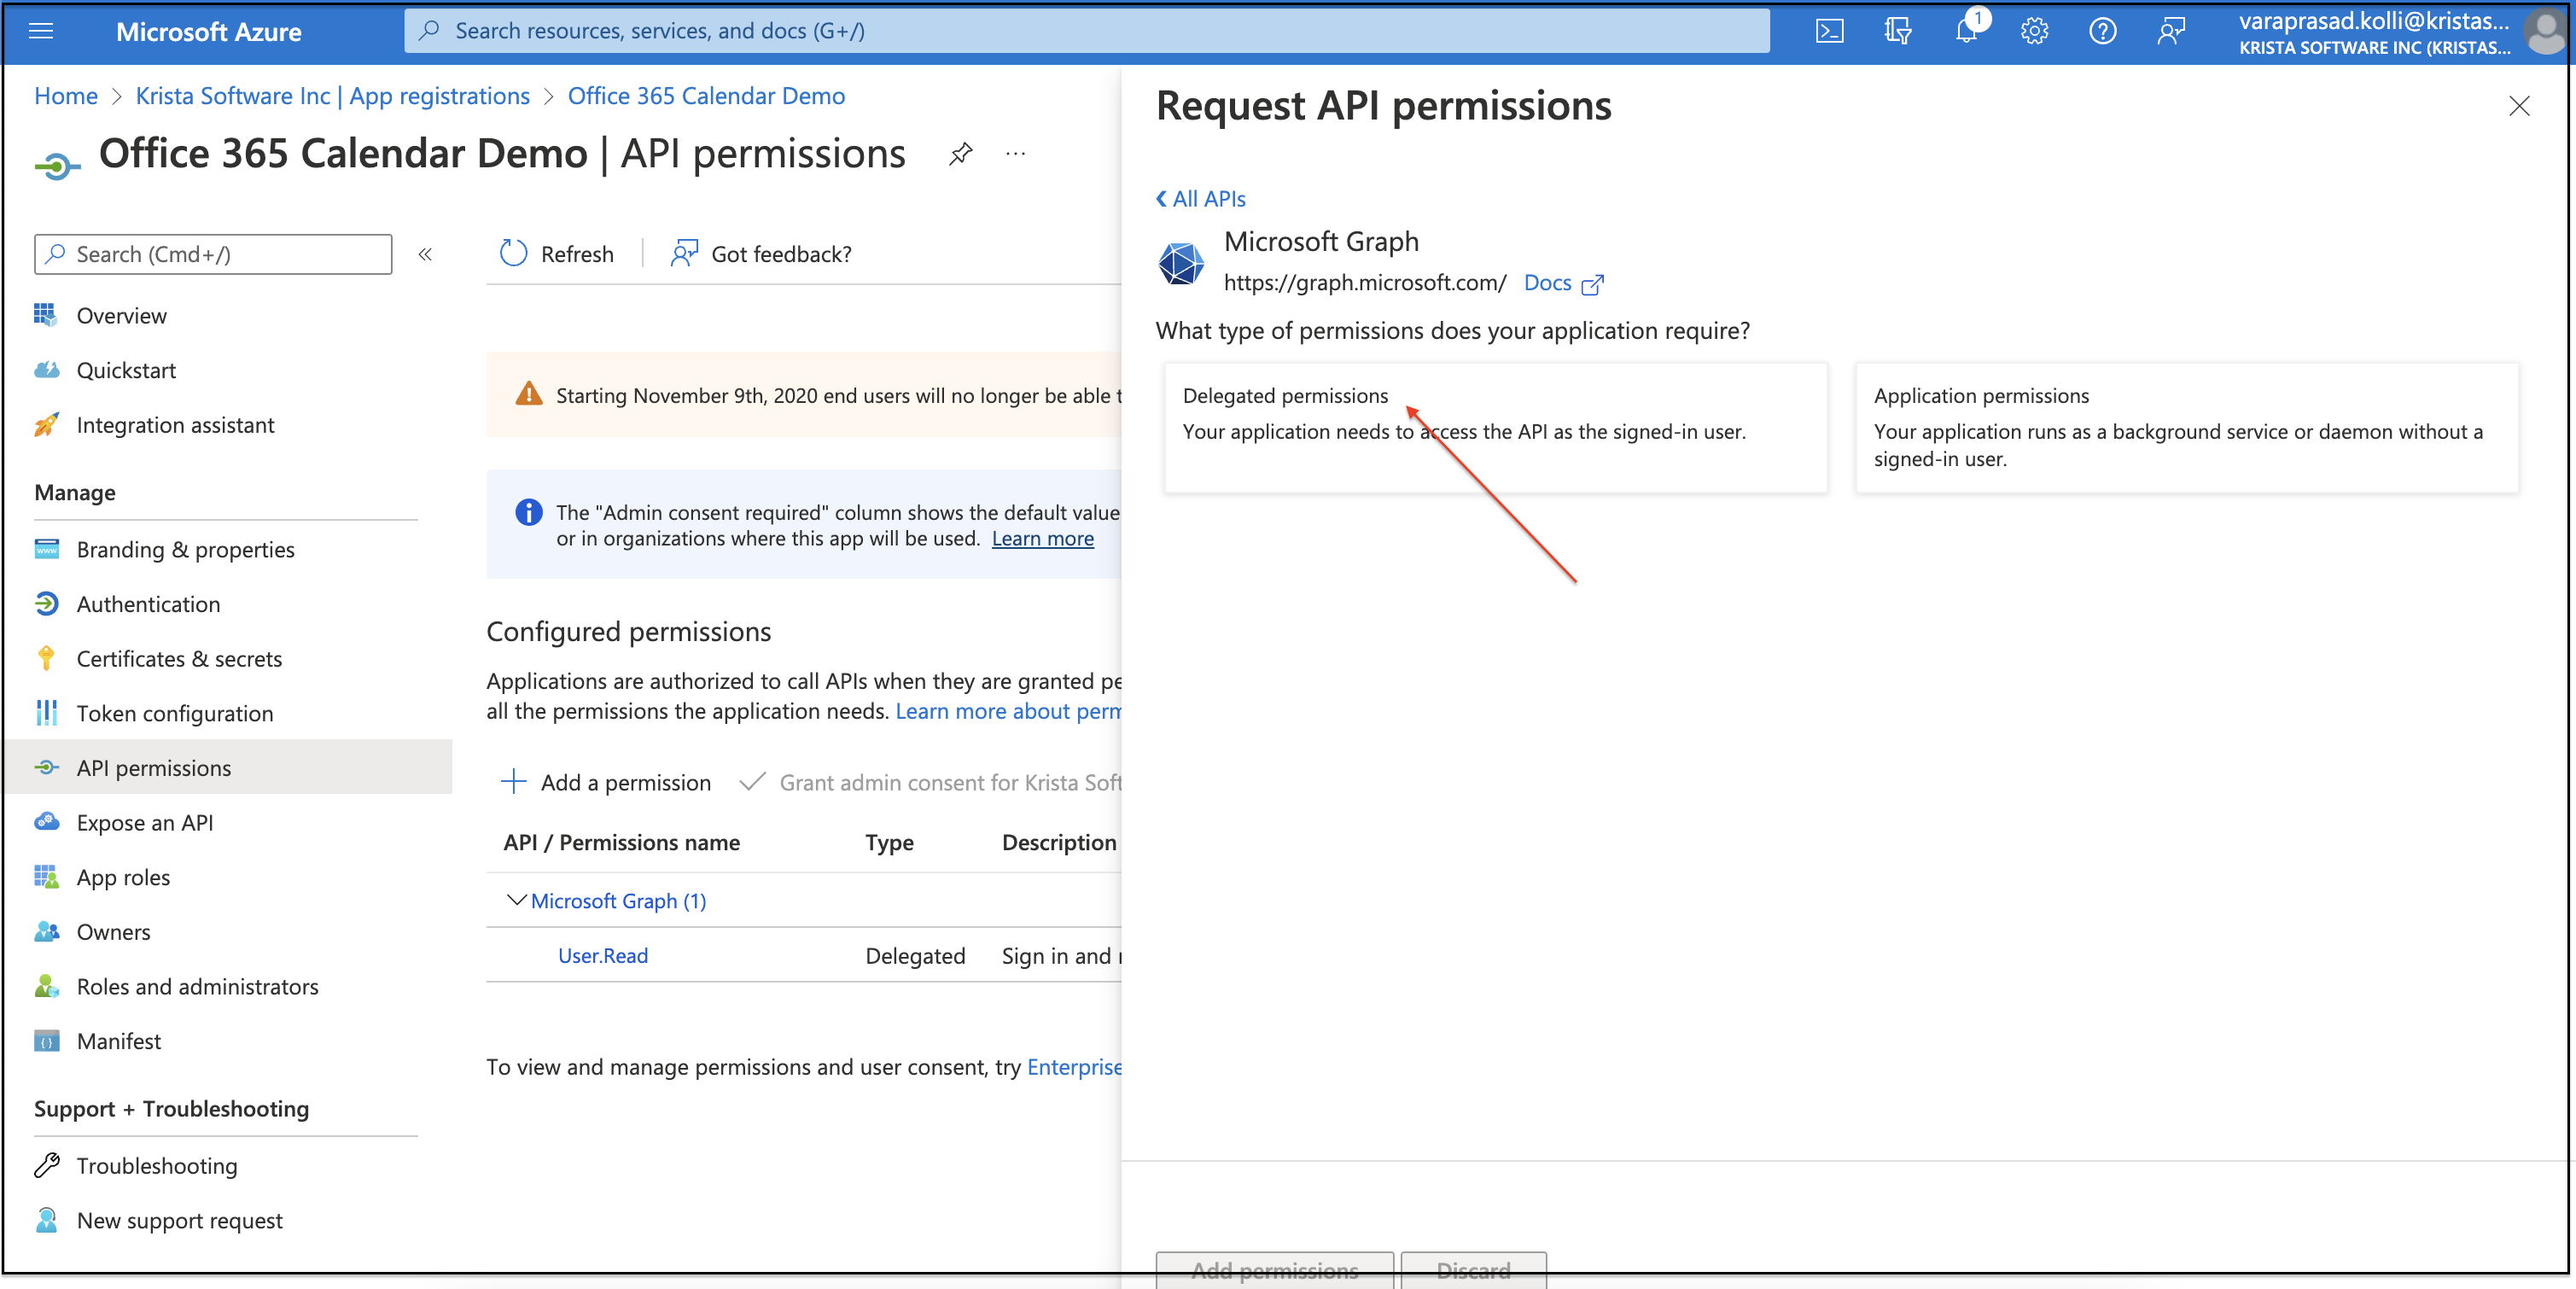 Microsoft Azure
Search resources, services, and docs (G+/)
1
varaprasad.kolli@kristas...
KRISTA SOFTWARE INC (KRISTAS...
Home > Krista Software Inc | App registrations > Office 365 Calendar Demo
Office 365 Calendar Demo | API permissions
...
Search (Cmd+/)
«
Overview
Quickstart
Integration assistant
Manage
Branding & properties
Authentication
Certificates & secrets
Token configuration
API permissions
Expose an API
App roles
Owners
Roles and administrators
Manifest
Support + Troubleshooting
Troubleshooting
New support request
Refresh
Got feedback?
Starting November 9th, 2020 end users will no longer be able t
The "Admin consent required" column shows the default value
or in organizations where this app will be used. Learn more
Configured permissions
Applications are authorized to call APIs when they are granted pe
all the permissions the application needs. Learn more about perm
Add a permission
Grant admin consent for Krista Soft
API / Permissions name Type Description
Microsoft Graph (1)
User.Read Delegated Sign in and r
To view and manage permissions and user consent, try Enterprise
Request API permissions
All APIs
Microsoft Graph
https://graph.microsoft.com/ Docs
What type of permissions does your application require?
Delegated permissions
Your application needs to access the API as the signed-in user.
Application permissions
Your application runs as a background service or daemon without a
signed-in user.
Add permissions
Discard